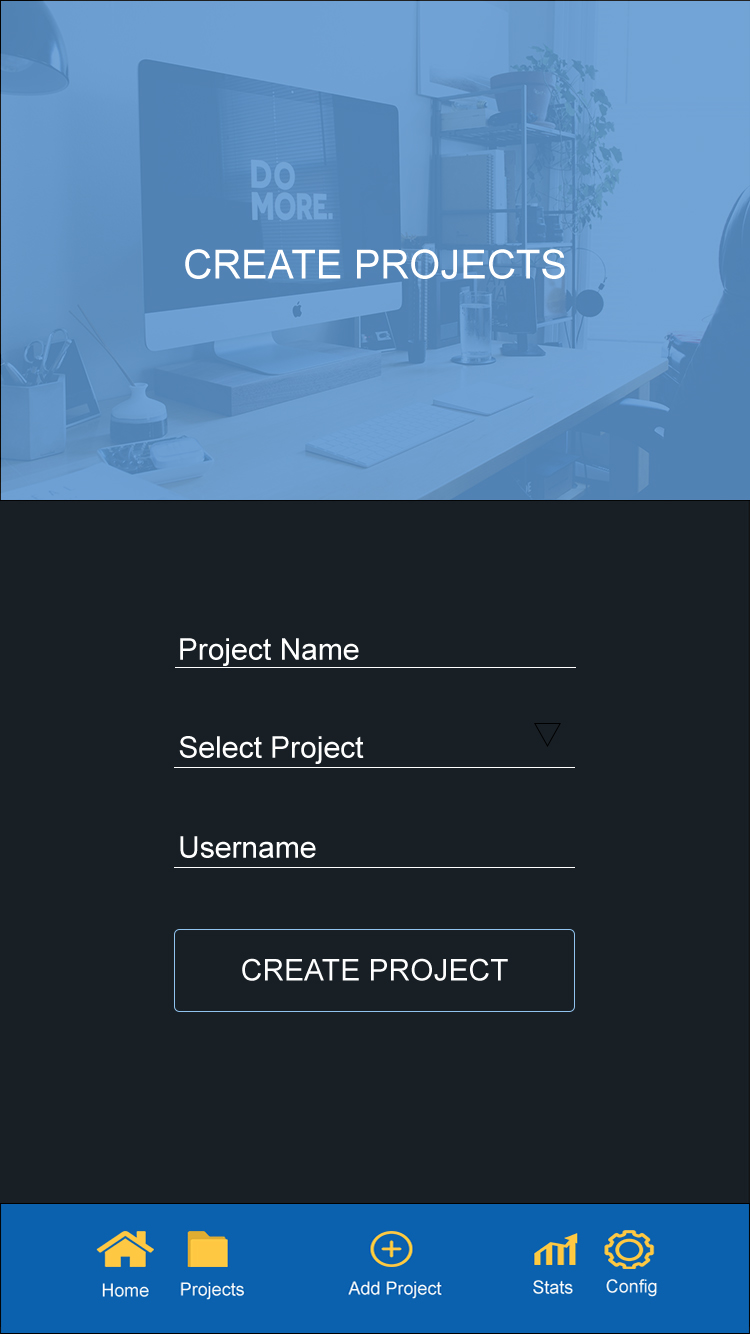 DO
MORE.
CREATE PROJECTS
Project Name
Select Project
Username
CREATE PROJECT
Home
Projects
Add Project
Stats
Config